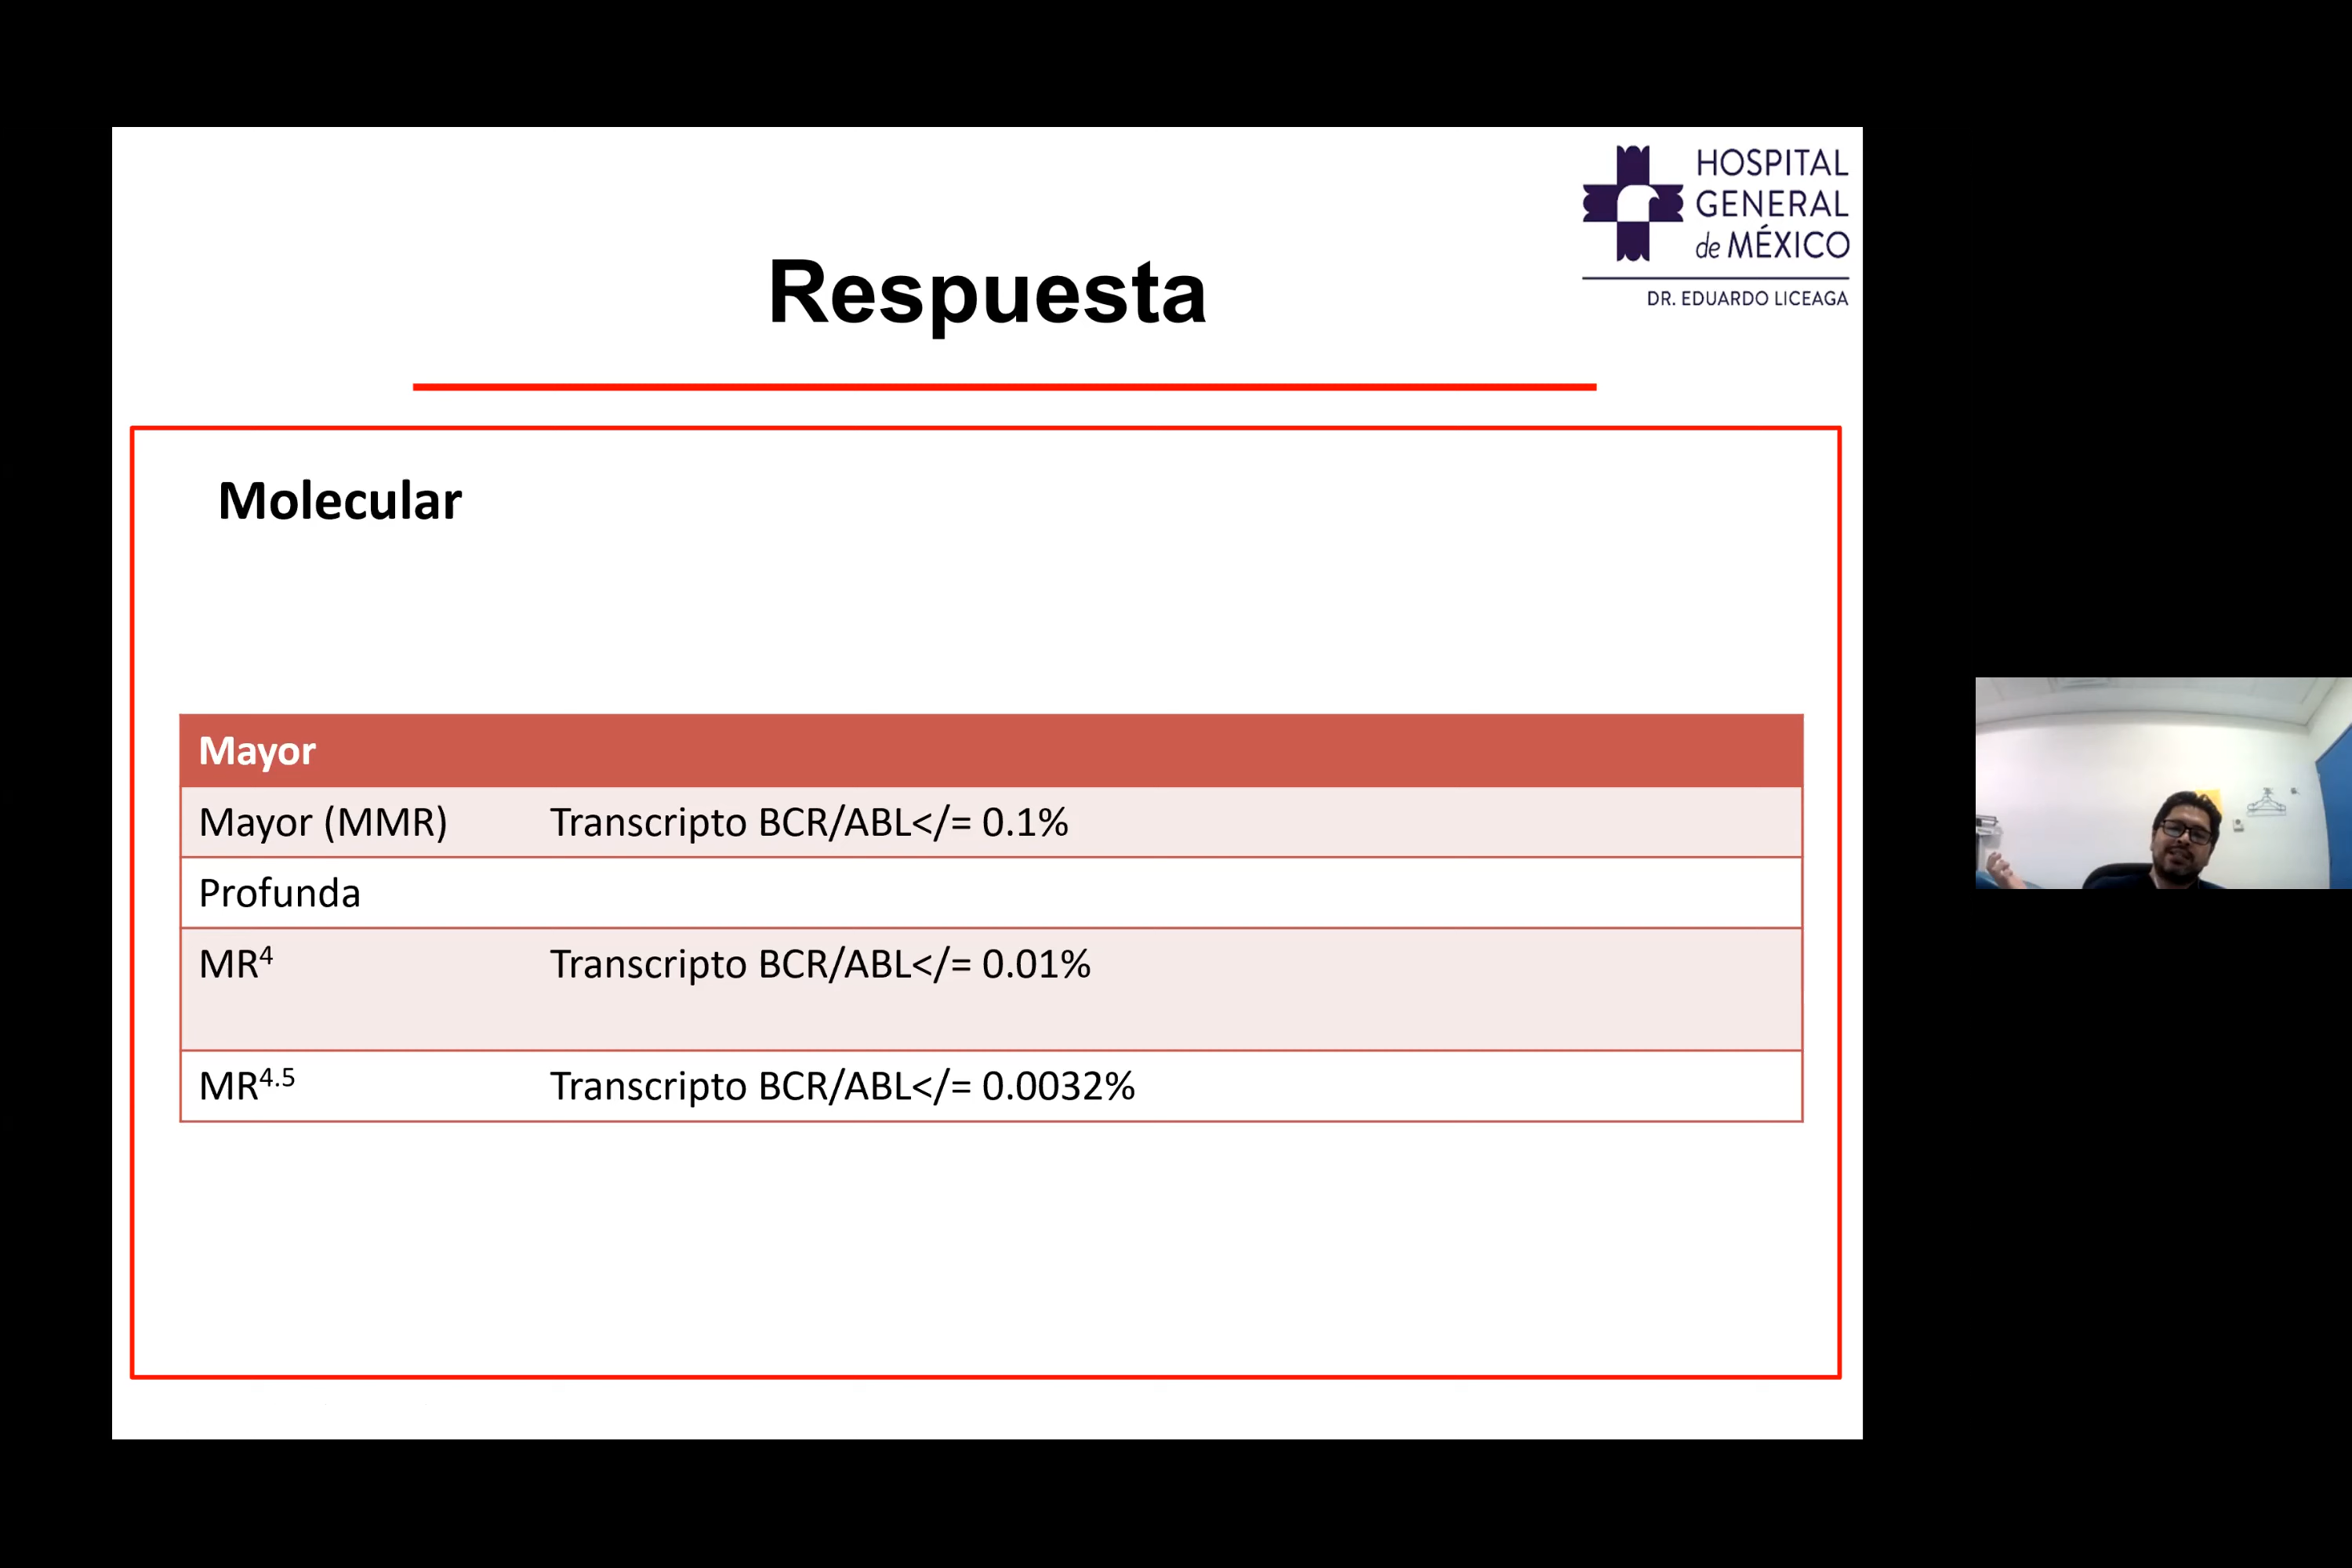 HOSPITAL
GENERAL
de MÉXICO
DR. EDUARDO LICEAGA
Respuesta
Molecular
Mayor
Mayor (MMR) Transcripto BCR/ABL</= 0.1%
Profunda
MR⁴ Transcripto BCR/ABL</= 0.01%
MR⁴·⁵ Transcripto BCR/ABL</= 0.0032%